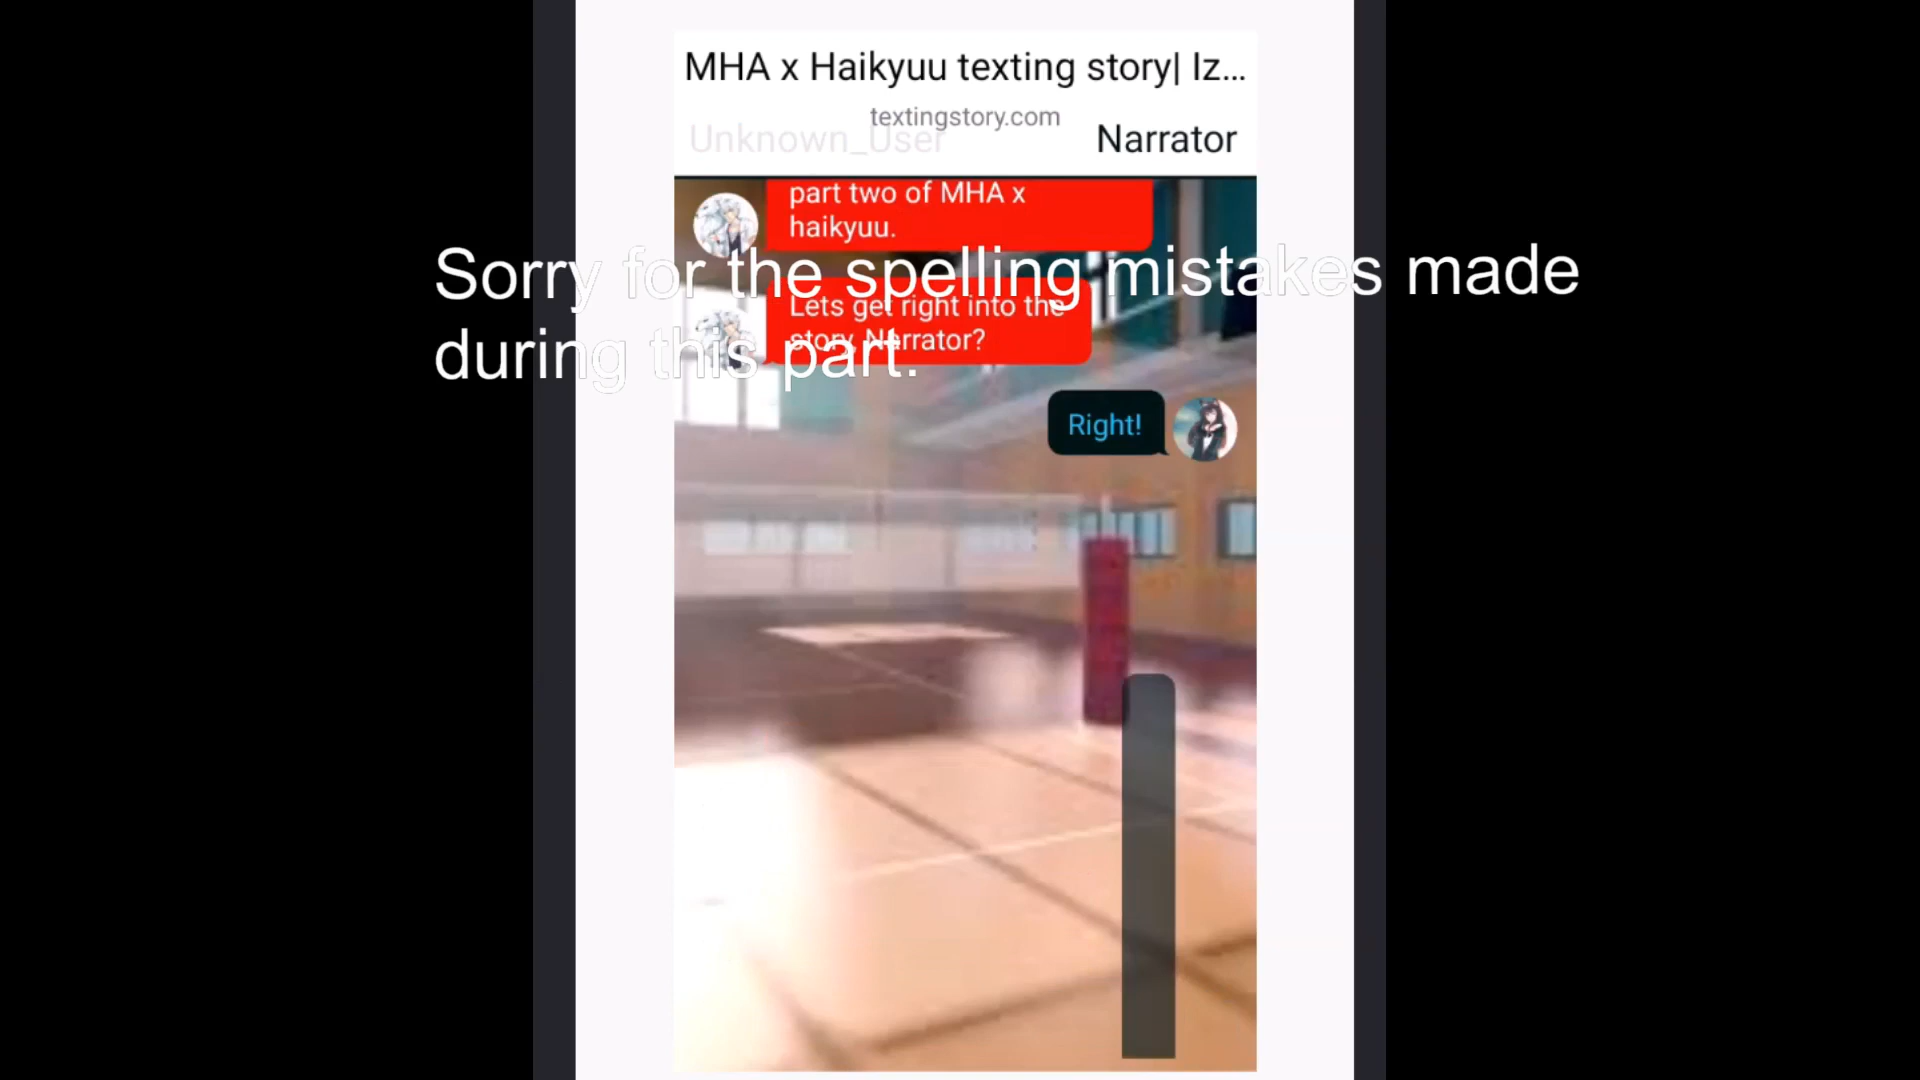 MHA x Haikyuu texting story| Iz...
textingstory.com
Unknown_User
Narrator
part two of MHA x
haikyuu.
Sorry for the spelling mistakes made
during this part.
Lets get right into the
story, Narrator?
Right!